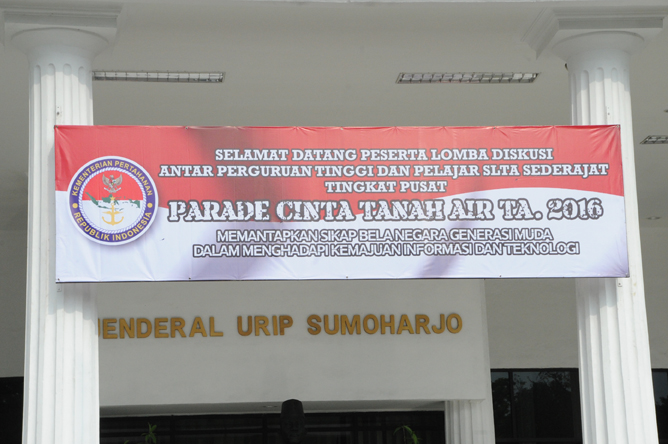 KEMENTERIAN PERTAHANAN
REPUBLIK INDONESIA
SELAMAT DATANG PESERTA LOMBA DISKUSI
ANTAR PERGURUAN TINGGI DAN PELAJAR SLTA SEDERAJAT
TINGKAT PUSAT
PARADE CINTA TANAH AIR TA. 2016
MEMANTAPKAN SIKAP BELA NEGARA GENERASI MUDA
DALAM MENGHADAPI KEMAJUAN INFORMASI DAN TEKNOLOGI
JENDERAL URIP SUMOHARJO